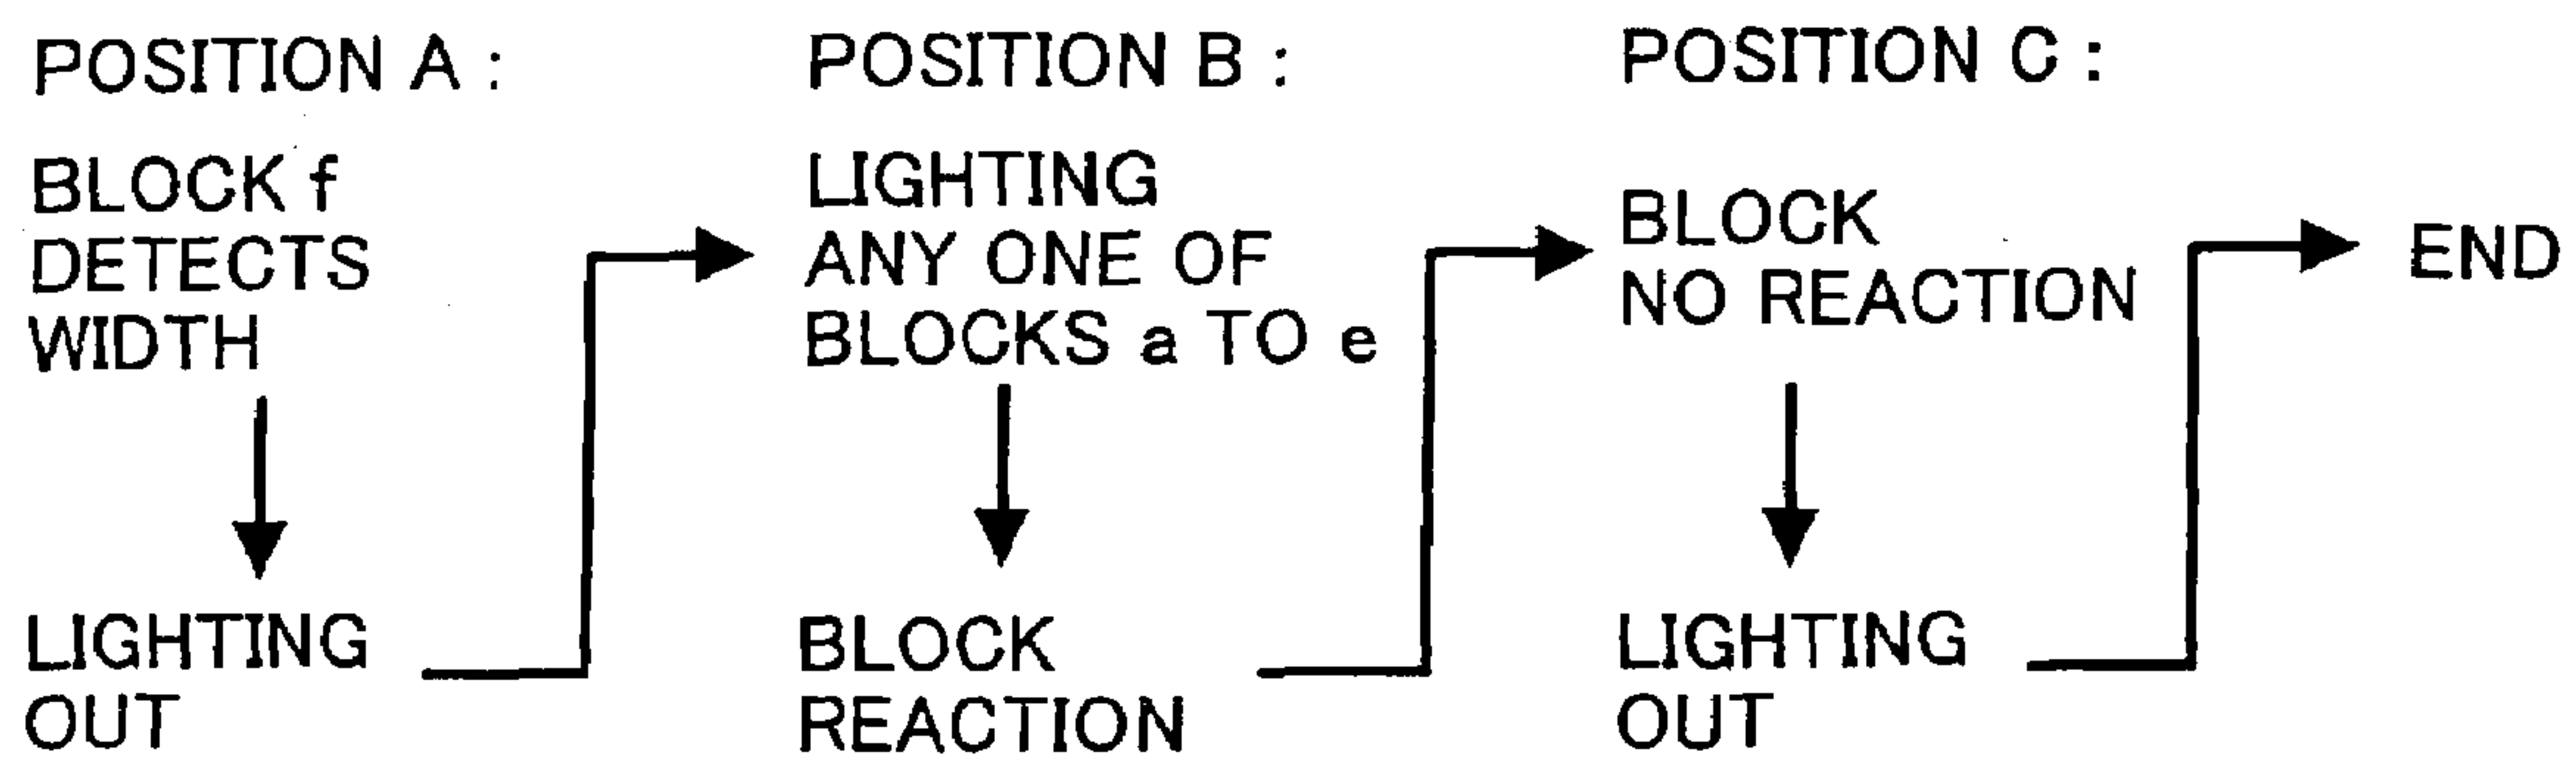 POSITION A :
BLOCK f
DETECTS
WIDTH
LIGHTING
OUT
POSITION B :
LIGHTING
ANY ONE OF
BLOCKS a TO e
BLOCK
REACTION
POSITION C :
BLOCK
NO REACTION
LIGHTING
OUT
END